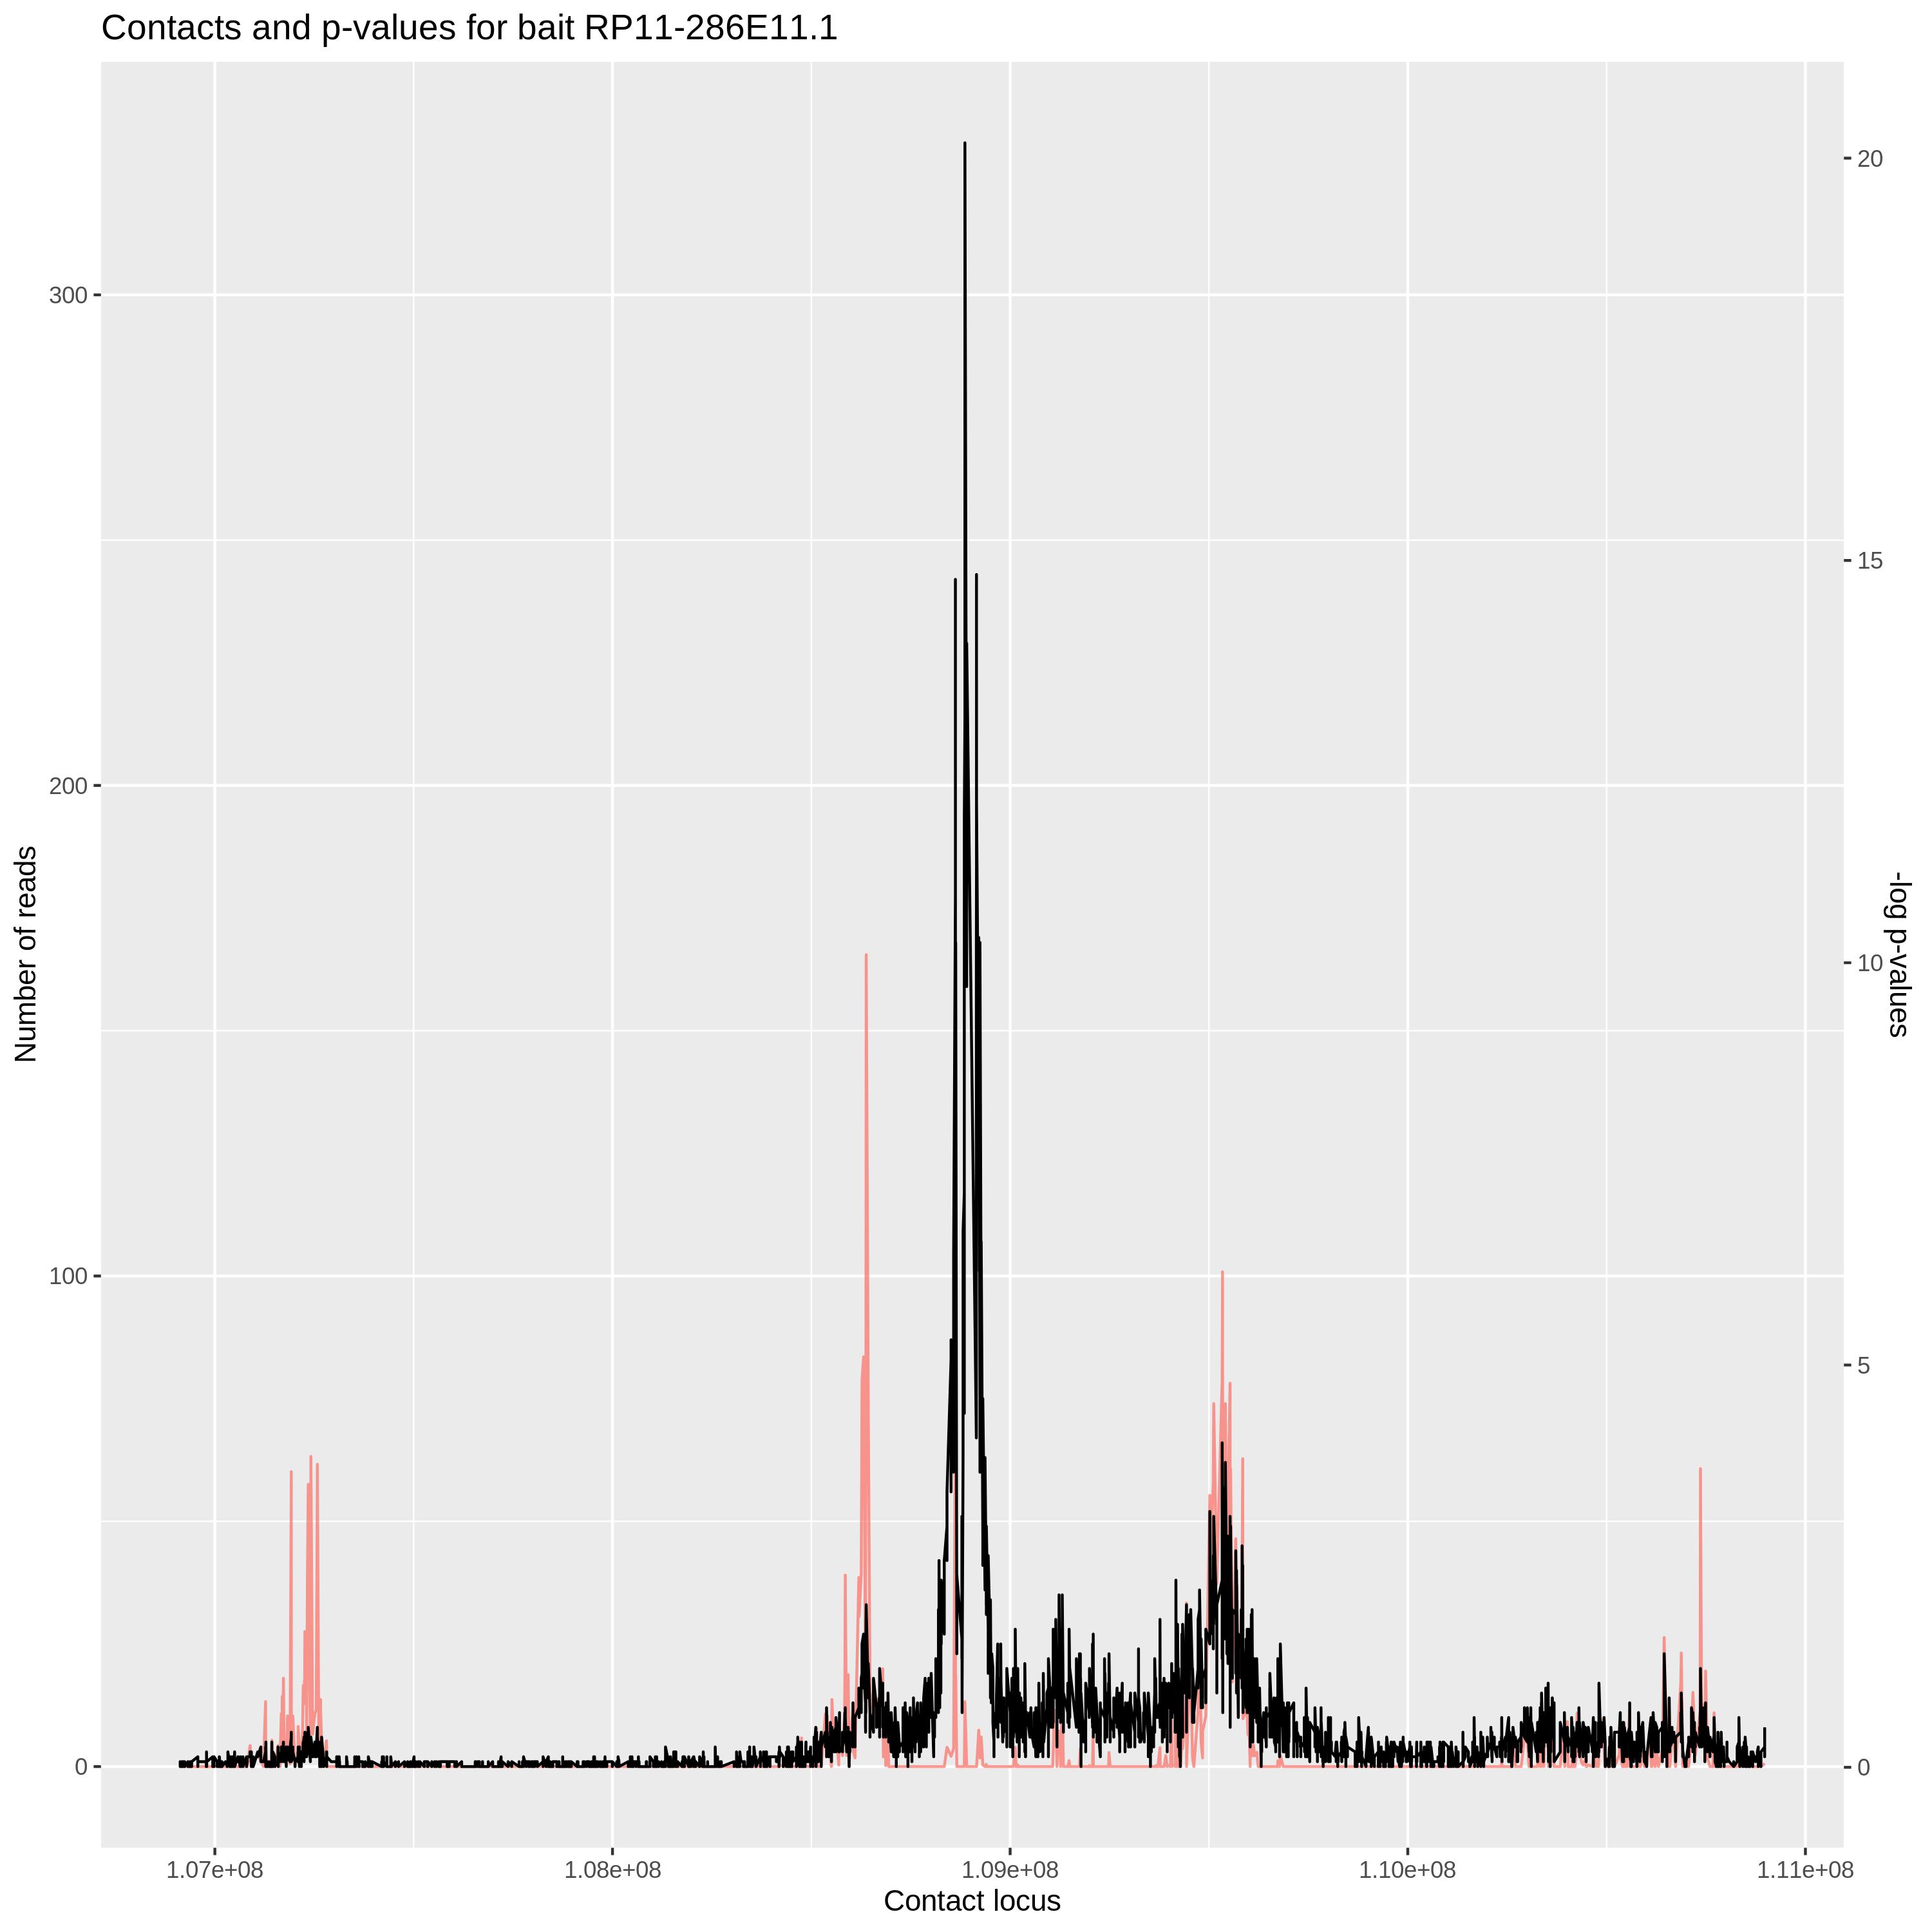 Contacts and p-values for bait RP11-286E11.1
Number of reads
300
200
100
0
20
15
10
5
0
-log p-values
1.07e+08
1.08e+08
1.09e+08
1.10e+08
1.11e+08
Contact locus